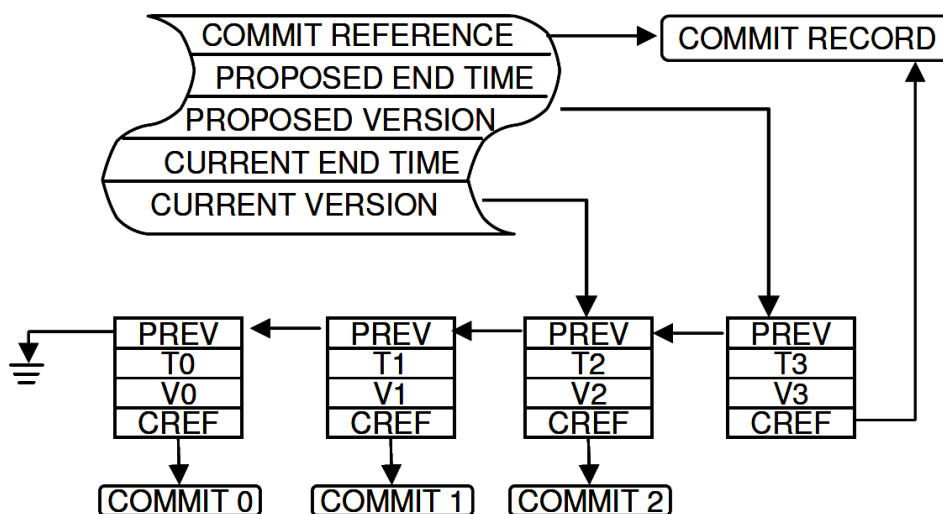 COMMIT REFERENCE
COMMIT RECORD
PROPOSED END TIME
PROPOSED VERSION
CURRENT END TIME
CURRENT VERSION
PREV
T0
V0
CREF
COMMIT 0
PREV
T1
V1
CREF
COMMIT 1
PREV
T2
V2
CREF
COMMIT 2
PREV
T3
V3
CREF